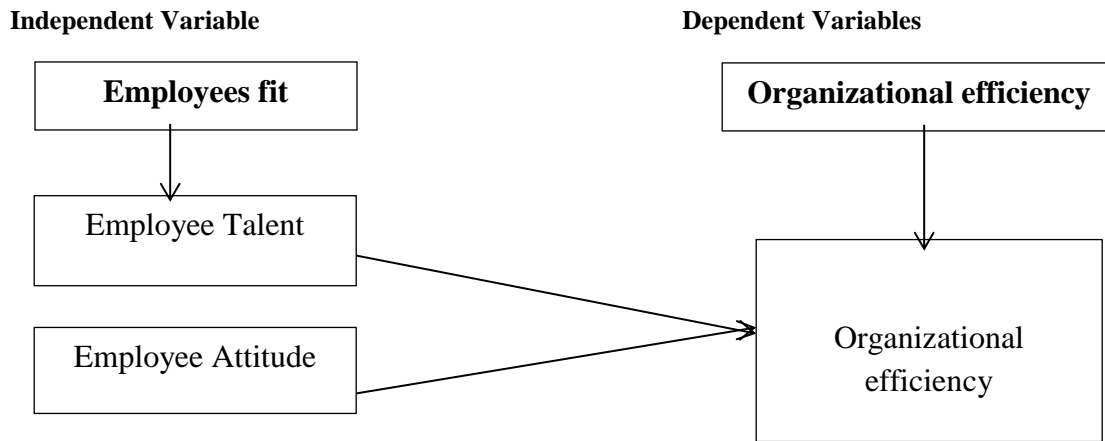 Independent Variable
Dependent Variables
Employees fit
Organizational efficiency
Employee Talent
Employee Attitude
Organizational
efficiency